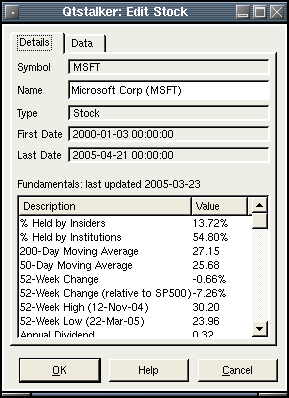 Qtstalker: Edit Stock
Details Data
Symbol MSFT
Name Microsoft Corp (MSFT)
Type Stock
First Date 2000-01-03 00:00:00
Last Date 2005-04-21 00:00:00
Fundamentals: last updated 2005-03-23
Description Value
% Held by Insiders 13.72%
% Held by Institutions 54.80%
200-Day Moving Average 27.15
50-Day Moving Average 25.68
52-Week Change -0.66%
52-Week Change (relative to SP500) -7.26%
52-Week High (12-Nov-04) 30.20
52-Week Low (22-Mar-05) 23.96
Annual Dividend 0.32
OK Help Cancel